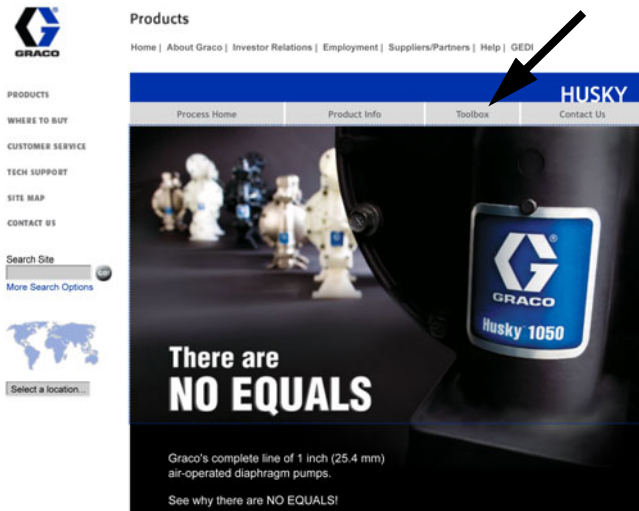 GRACO
Products
Home | About Graco | Investor Relations | Employment | Suppliers/Partners | Help | GEDI
HUSKY
Process Home
Product Info
Toolbox
Contact Us
PRODUCTS
WHERE TO BUY
CUSTOMER SERVICE
TECH SUPPORT
SITE MAP
CONTACT US
Search Site
GO!
More Search Options
Select a location...
GRACO
Husky 1050
There are
NO EQUALS
Graco's complete line of 1 inch (25.4 mm)
air-operated diaphragm pumps.
See why there are NO EQUALS!